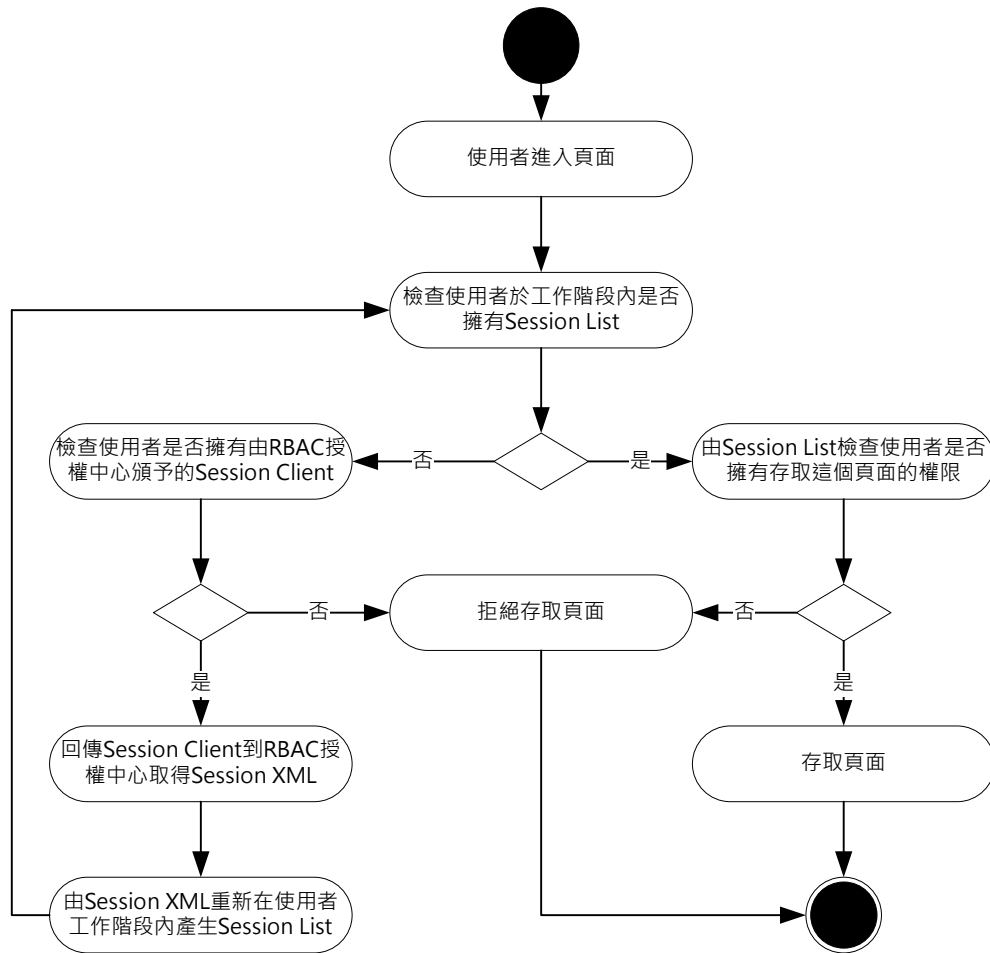 使用者進入頁面
檢查使用者於工作階段內是否
擁有Session List
檢查使用者是否擁有由RBAC授
權中心頒予的Session Client
否
是
由Session List檢查使用者是否
擁有存取這個頁面的權限
否
拒絕存取頁面
否
是
是
回傳Session Client到RBAC授
權中心取得Session XML
存取頁面
由Session XML重新在使用者
工作階段內產生Session List